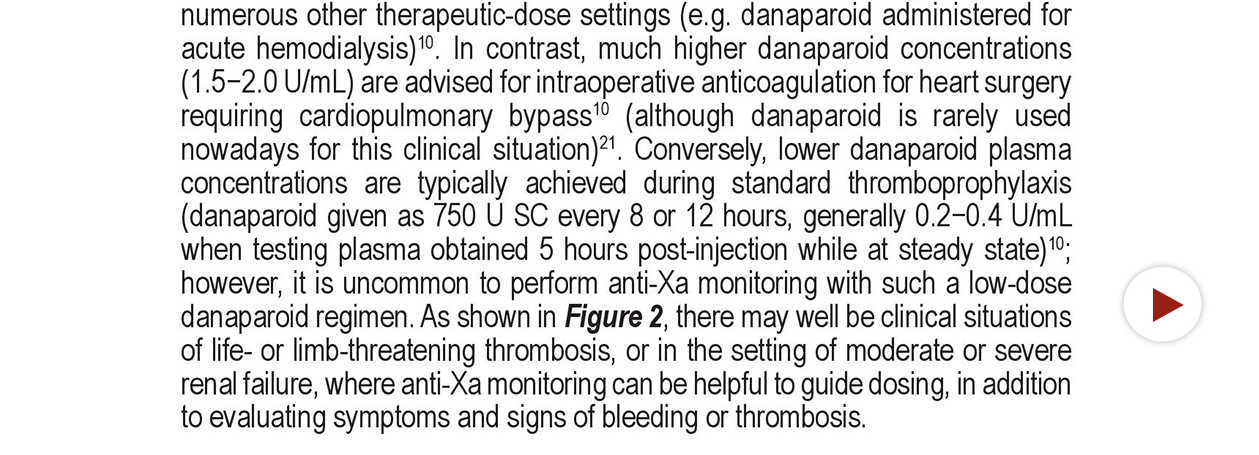 numerous other therapeutic-dose settings (e.g. danaparoid administered for
acute hemodialysis)¹⁰. In contrast, much higher danaparoid concentrations
(1.5–2.0 U/mL) are advised for intraoperative anticoagulation for heart surgery
requiring cardiopulmonary bypass¹⁰ (although danaparoid is rarely used
nowadays for this clinical situation)²¹. Conversely, lower danaparoid plasma
concentrations are typically achieved during standard thromboprophylaxis
(danaparoid given as 750 U SC every 8 or 12 hours, generally 0.2–0.4 U/mL
when testing plasma obtained 5 hours post-injection while at steady state)¹⁰;
however, it is uncommon to perform anti-Xa monitoring with such a low-dose
danaparoid regimen. As shown in Figure 2, there may well be clinical situations
of life- or limb-threatening thrombosis, or in the setting of moderate or severe
renal failure, where anti-Xa monitoring can be helpful to guide dosing, in addition
to evaluating symptoms and signs of bleeding or thrombosis.